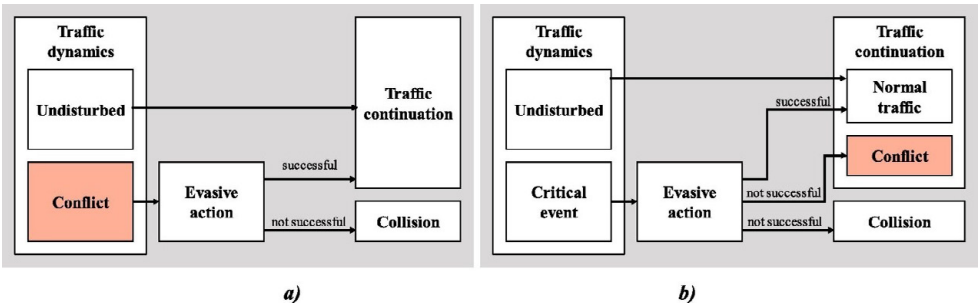 Traffic
dynamics
Undisturbed
Traffic
continuation
successful
Conflict
Evasive
action
not successful
Collision
a)
Traffic
dynamics
Traffic
continuation
Undisturbed
Normal
traffic
successful
Conflict
Critical
event
Evasive
action
not successful
not successful
Collision
b)